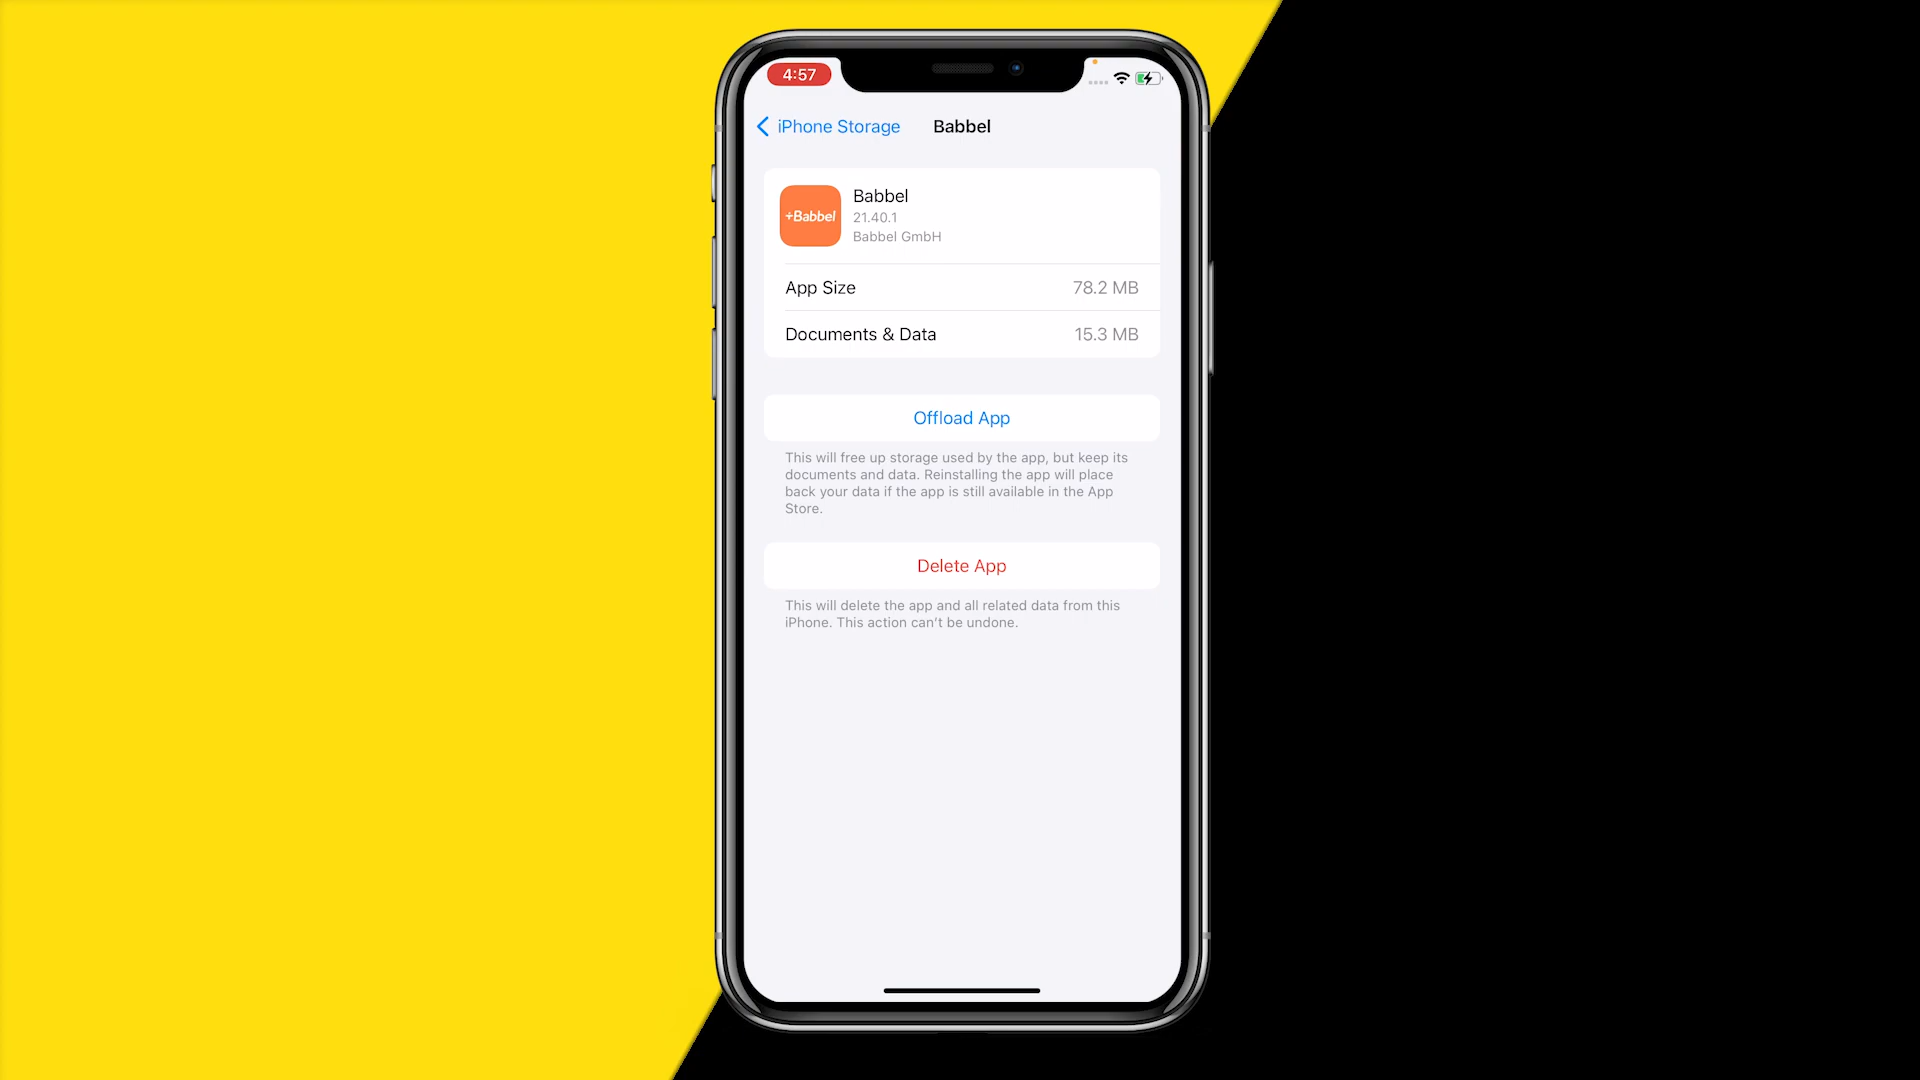 4:57
iPhone Storage
Babbel
+Babbel
Babbel
21.40.1
Babbel GmbH
App Size
78.2 MB
Documents & Data
15.3 MB
Offload App
This will free up storage used by the app, but keep its
documents and data. Reinstalling the app will place
back your data if the app is still available in the App
Store.
Delete App
This will delete the app and all related data from this
iPhone. This action can't be undone.